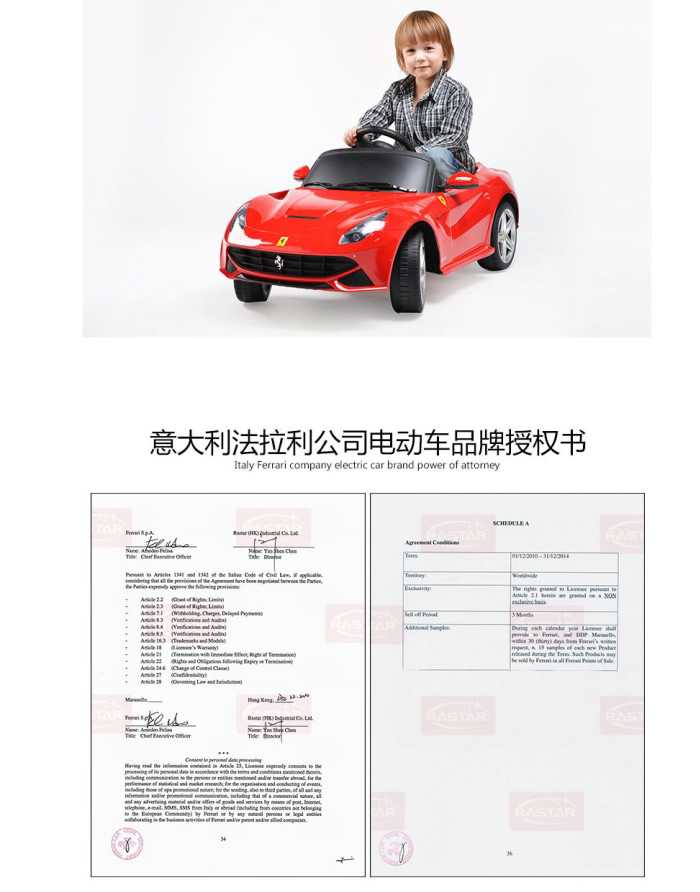 意大利法拉利公司电动车品牌授权书
Italy Ferrari company electric car brand power of attorney
Ferrari S.p.A.
Rastar (HK) Industrial Co. Ltd.
Name: Amedeo Felisa
Name: Yan Shen Chen
Title: Chief Executive Officer
Title: Director
Pursuant to Articles 1341 and 1342 of the Italian Code of Civil Law, if applicable,
considering that all the provisions of the Agreement have been negotiated between the Parties,
the Parties expressly approve the following provisions:
- Article 2.2 (Grant of Rights; Limits)
- Article 2.3 (Grant of Rights; Limits)
- Article 7.1 (Withholding, Charges, Delayed Payments)
- Article 8.3 (Verifications and Audits)
- Article 8.4 (Verifications and Audits)
- Article 8.5 (Verifications and Audits)
- Article 16.3 (Trademarks and Models)
- Article 18 (Licensee's Warranty)
- Article 21 (Termination with Immediate Effect; Right of Termination)
- Article 22 (Rights and Obligations following Expiry or Termination)
- Article 24.6 (Change of Control Clause)
- Article 27 (Confidentiality)
- Article 28 (Governing Law and Jurisdiction)
Maranello,
Hong Kong,
Ferrari S.p.A.
Rastar (HK) Industrial Co. Ltd.
Name: Amedeo Felisa
Name: Yan Shen Chen
Title: Chief Executive Officer
Title: Director
* * *
Consent to personal data processing
Having read the information contained in Article 25, Licensee expressly consents to the
processing of its personal data in accordance with the terms and conditions mentioned therein,
including communication to the persons or entities mentioned and/or transfer abroad, for the
performance of statistical and market research; for the organisation and conducting of events,
including those of a promotional nature; for the sending, also to third parties, of all and any
information and/or promotional communication, including that of a commercial nature, all
and any advertising material and/or offers of goods and services by means of post, Internet,
telephone, e-mail, MMS, SMS from Italy or abroad (including from countries not belonging
to the European Community) by Ferrari or by any natural persons or legal entities
collaborating in the business activities of Ferrari and/or parent and/or allied companies.
34
SCHEDULE A
Agreement Conditions
Term: 01/12/2010 – 31/12/2014
Territory: Worldwide
Exclusivity: The rights granted to Licensee pursuant to
Article 2.1 herein are granted on a NON
exclusive basis.
Sell off Period: 3 Months
Additional Samples: During each calendar year Licensee shall
provide to Ferrari, and DDP Maranello,
within 30 (thirty) days from Ferrari's written
request, n. 15 samples of each new Product
released during the Term. Such Products may
be sold by Ferrari in all Ferrari Points of Sale.
RASTAR
36